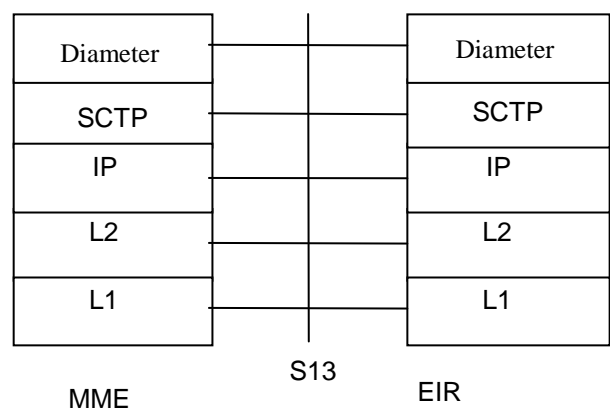 Diameter
Diameter
SCTP
SCTP
IP
IP
L2
L2
L1
L1
S13
MME
EIR